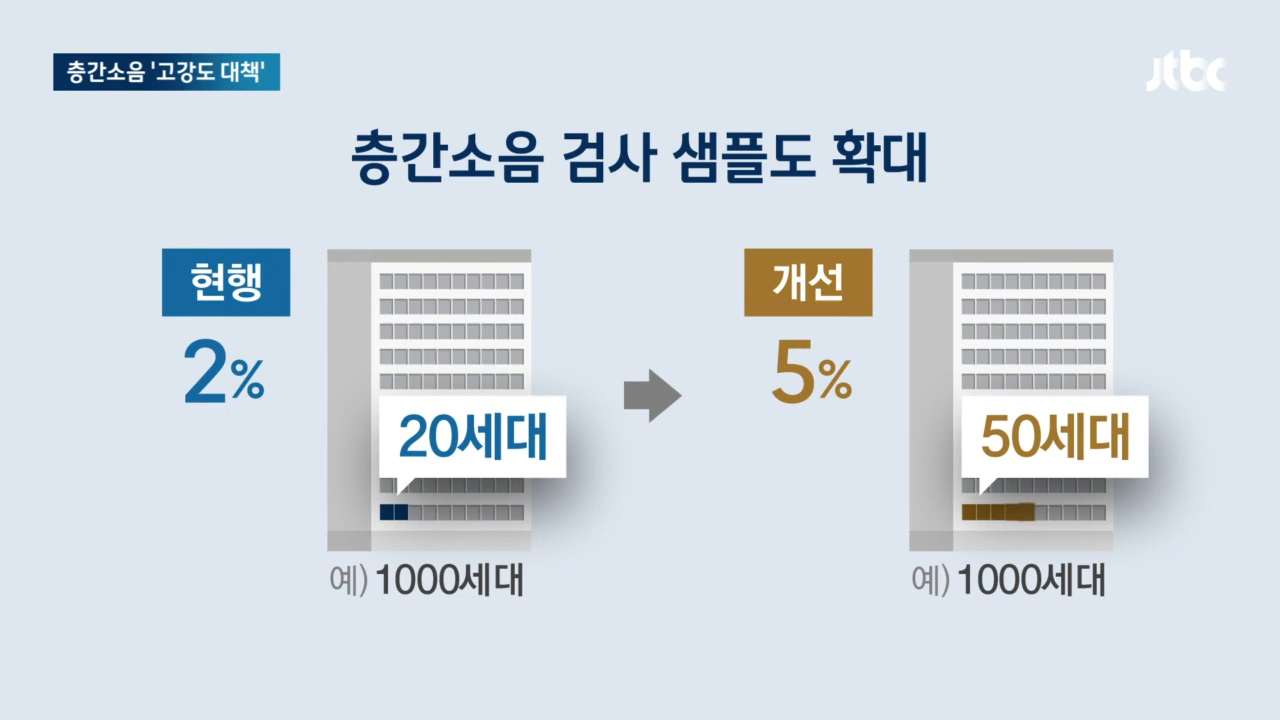 층간소음 '고강도 대책'
jtbc
층간소음 검사 샘플도 확대
현행
2%
20세대
예) 1000세대
개선
5%
50세대
예) 1000세대